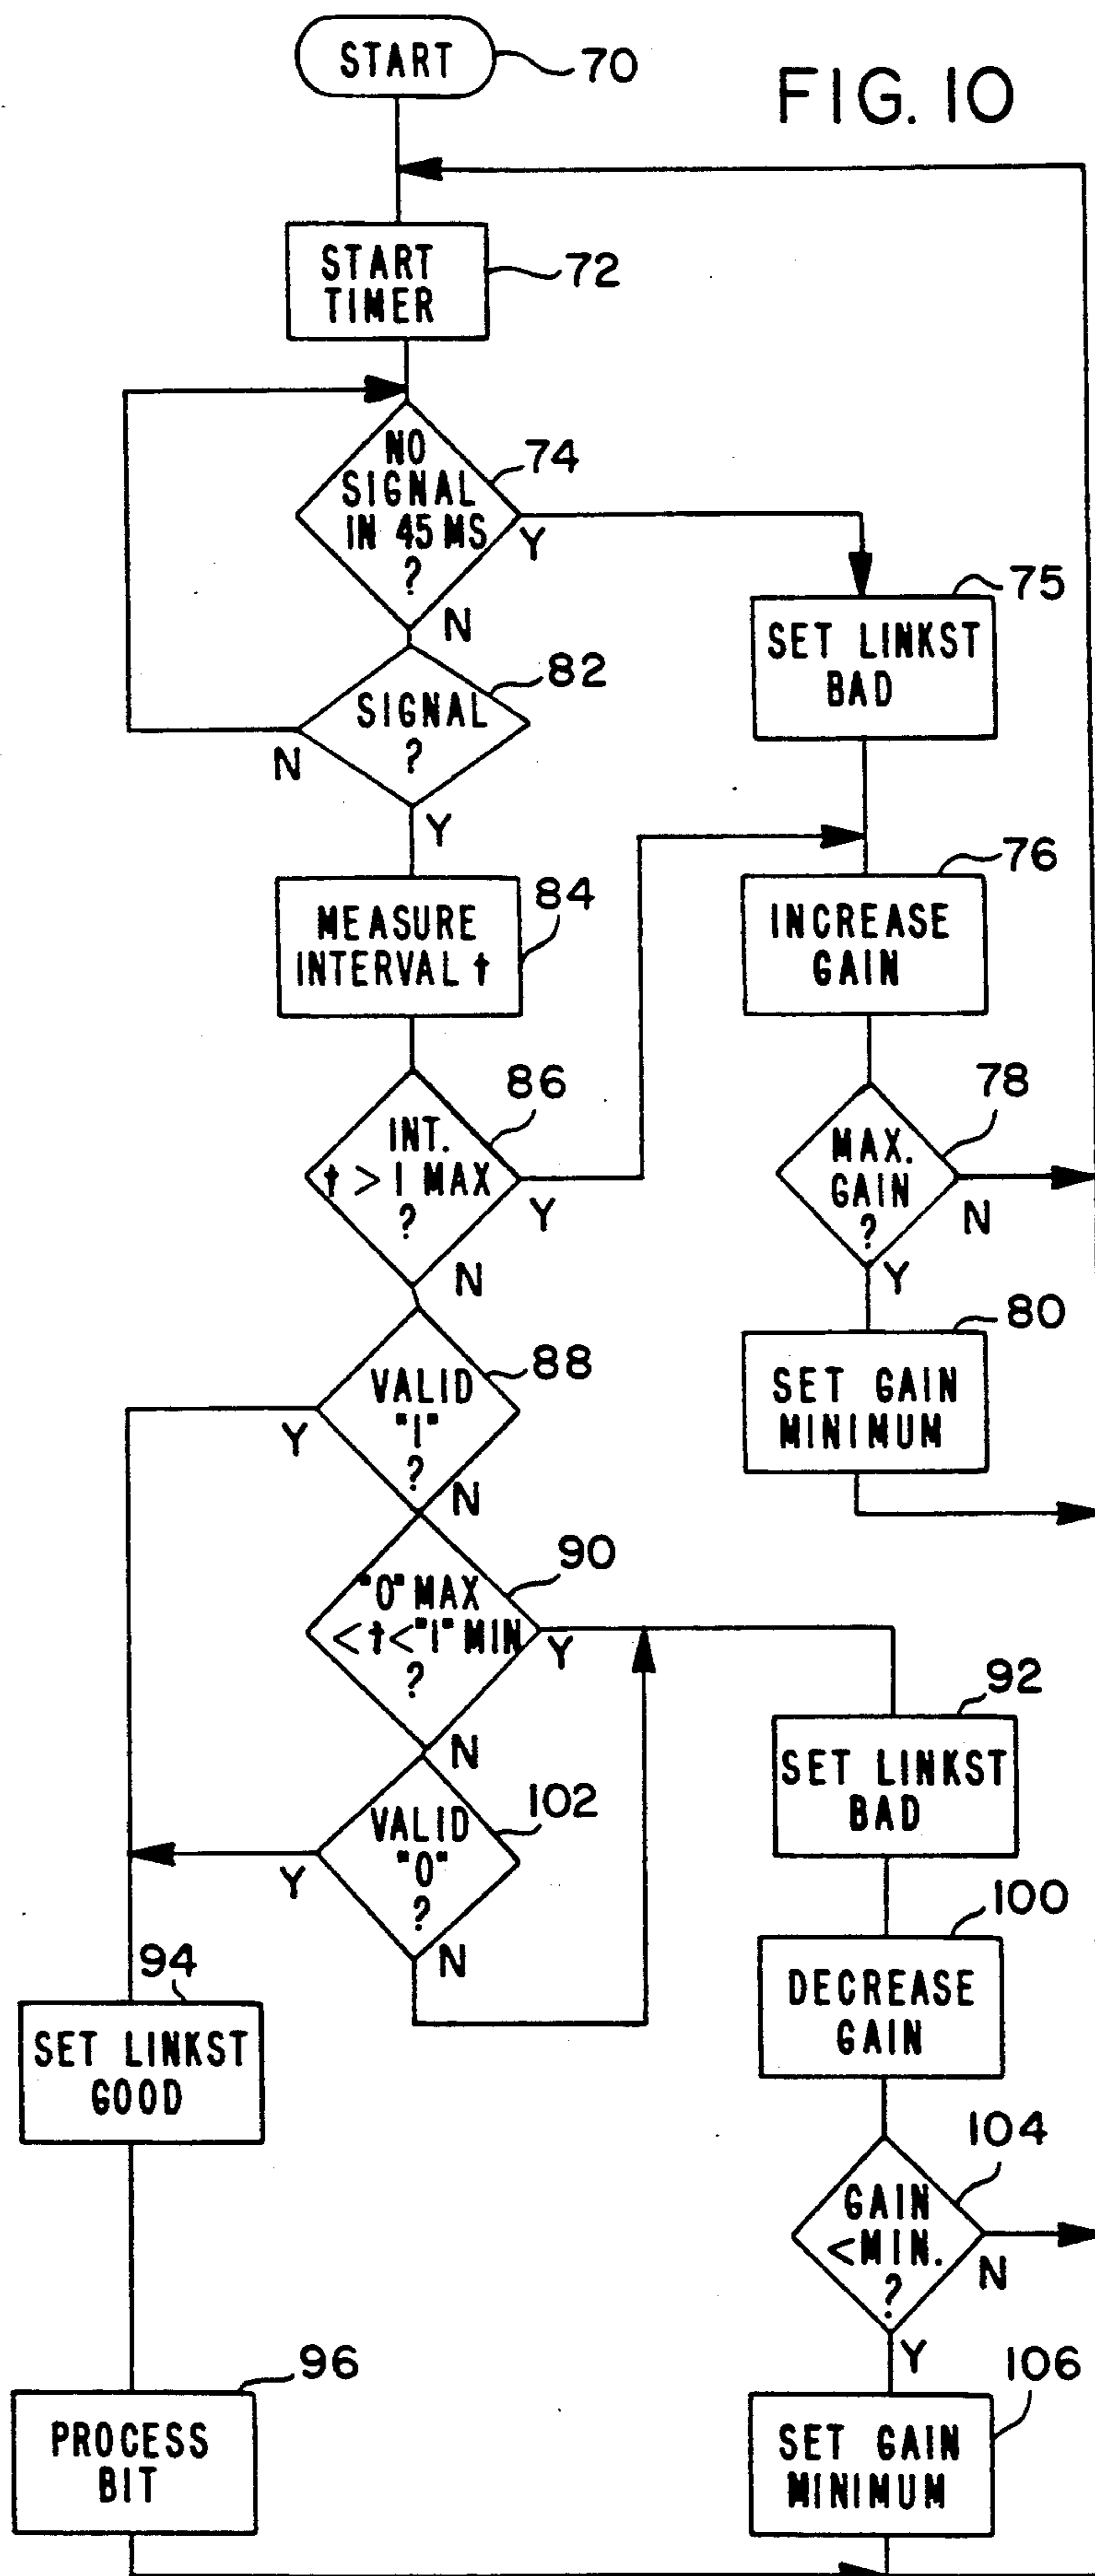 START
70
FIG. 10
START
TIMER
72
NO
SIGNAL
IN 45 MS
?
74
Y
N
75
SET LINKST
BAD
SIGNAL
?
82
N
Y
76
INCREASE
GAIN
MEASURE
INTERVAL t
84
INT.
t > 1 MAX
?
86
Y
N
MAX.
GAIN
?
78
N
Y
80
SET GAIN
MINIMUM
VALID
"1"
?
88
Y
N
"0" MAX
<t<"1" MIN
?
90
Y
N
92
SET LINKST
BAD
VALID
"0"
?
102
Y
N
100
DECREASE
GAIN
94
SET LINKST
GOOD
GAIN
<MIN.
?
104
N
Y
96
PROCESS
BIT
106
SET GAIN
MINIMUM